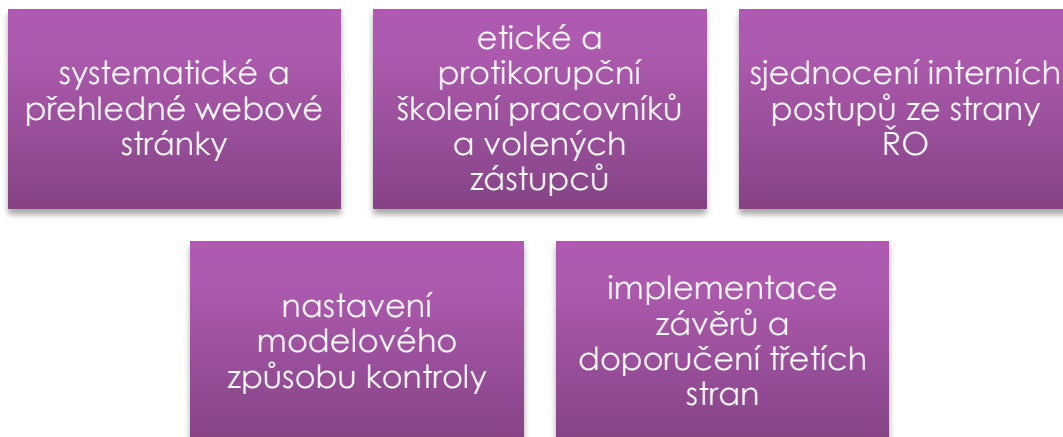 systematické a
přehledné webové
stránky
etické a
protikorupční
školení pracovníků
a volených
zástupců
sjednocení interních
postupů ze strany
ŘO
nastavení
modelového
způsobu kontroly
implementace
závěrů a
doporučení třetích
stran